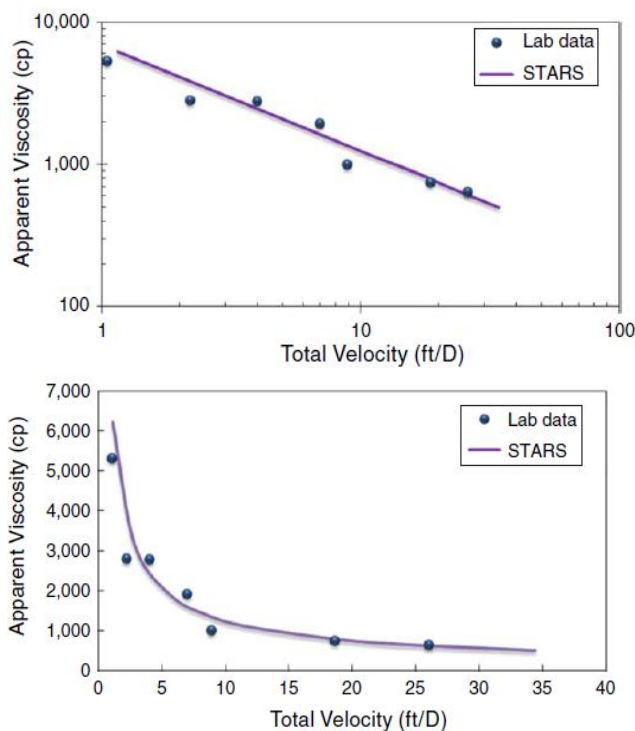 10,000
Lab data
STARS
1,000
100
Apparent Viscosity (cp)
1
10
100
Total Velocity (ft/D)
7,000
6,000
5,000
4,000
3,000
2,000
1,000
0
Lab data
STARS
Apparent Viscosity (cp)
0 5 10 15 20 25 30 35 40
Total Velocity (ft/D)